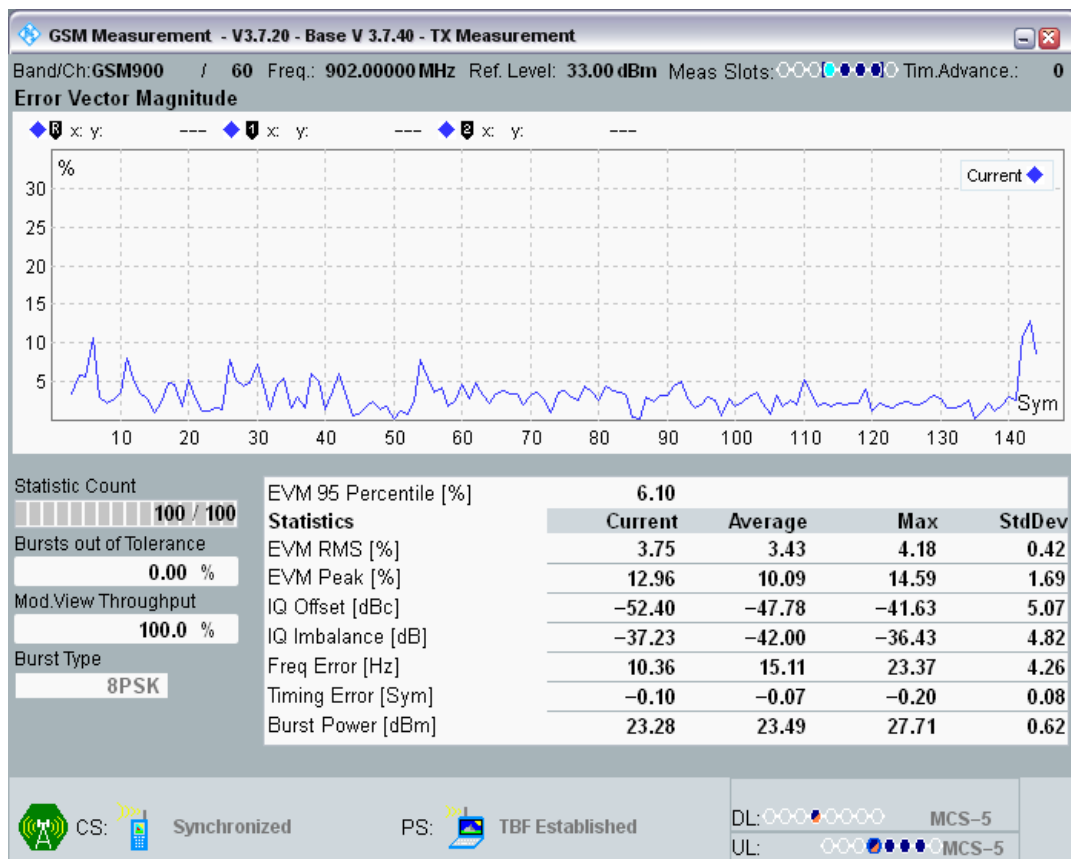 GSM Measurement - V3.7.20 - Base V 3.7.40 - TX Measurement
Band/Ch:GSM900 / 60 Freq.: 902.00000 MHz Ref. Level: 33.00 dBm Meas Slots: Tim.Advance.: 0
Error Vector Magnitude
R x: y: --- 1 x: y: --- 2 x: y: ---
%
Current
30
25
20
15
10
5
Sym
10 20 30 40 50 60 70 80 90 100 110 120 130 140
Statistic Count
100 / 100
Bursts out of Tolerance
0.00 %
Mod.View Throughput
100.0 %
Burst Type
8PSK
EVM 95 Percentile [%] 6.10
Statistics Current Average Max StdDev
EVM RMS [%] 3.75 3.43 4.18 0.42
EVM Peak [%] 12.96 10.09 14.59 1.69
IQ Offset [dBc] −52.40 −47.78 −41.63 5.07
IQ Imbalance [dB] −37.23 −42.00 −36.43 4.82
Freq Error [Hz] 10.36 15.11 23.37 4.26
Timing Error [Sym] −0.10 −0.07 −0.20 0.08
Burst Power [dBm] 23.28 23.49 27.71 0.62
CS: Synchronized PS: TBF Established
DL: MCS−5
UL: MCS−5